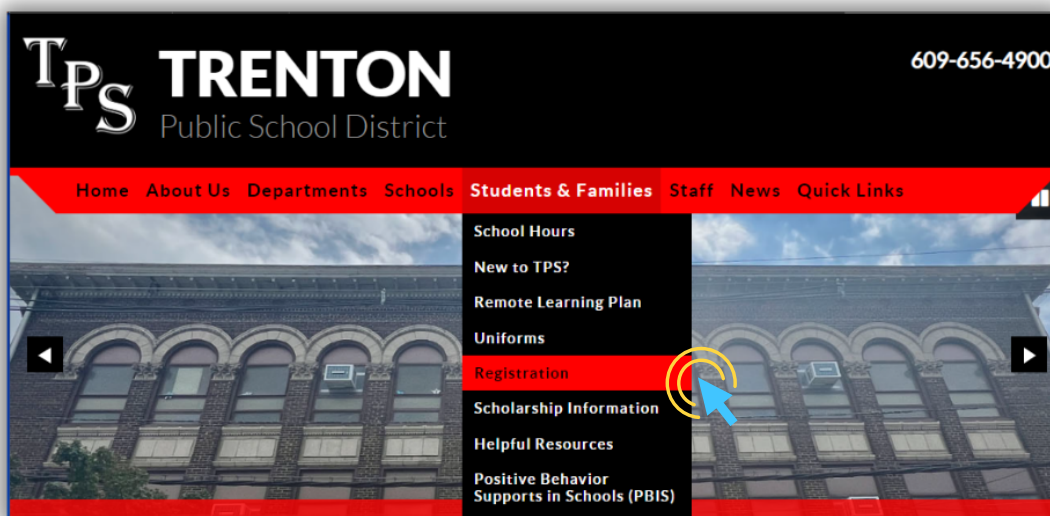 TPS
TRENTON
Public School District
609-656-4900
Home About Us Departments Schools Students & Families Staff News Quick Links
School Hours
New to TPS?
Remote Learning Plan
Uniforms
Registration
Scholarship Information
Helpful Resources
Positive Behavior
Supports in Schools (PBIS)